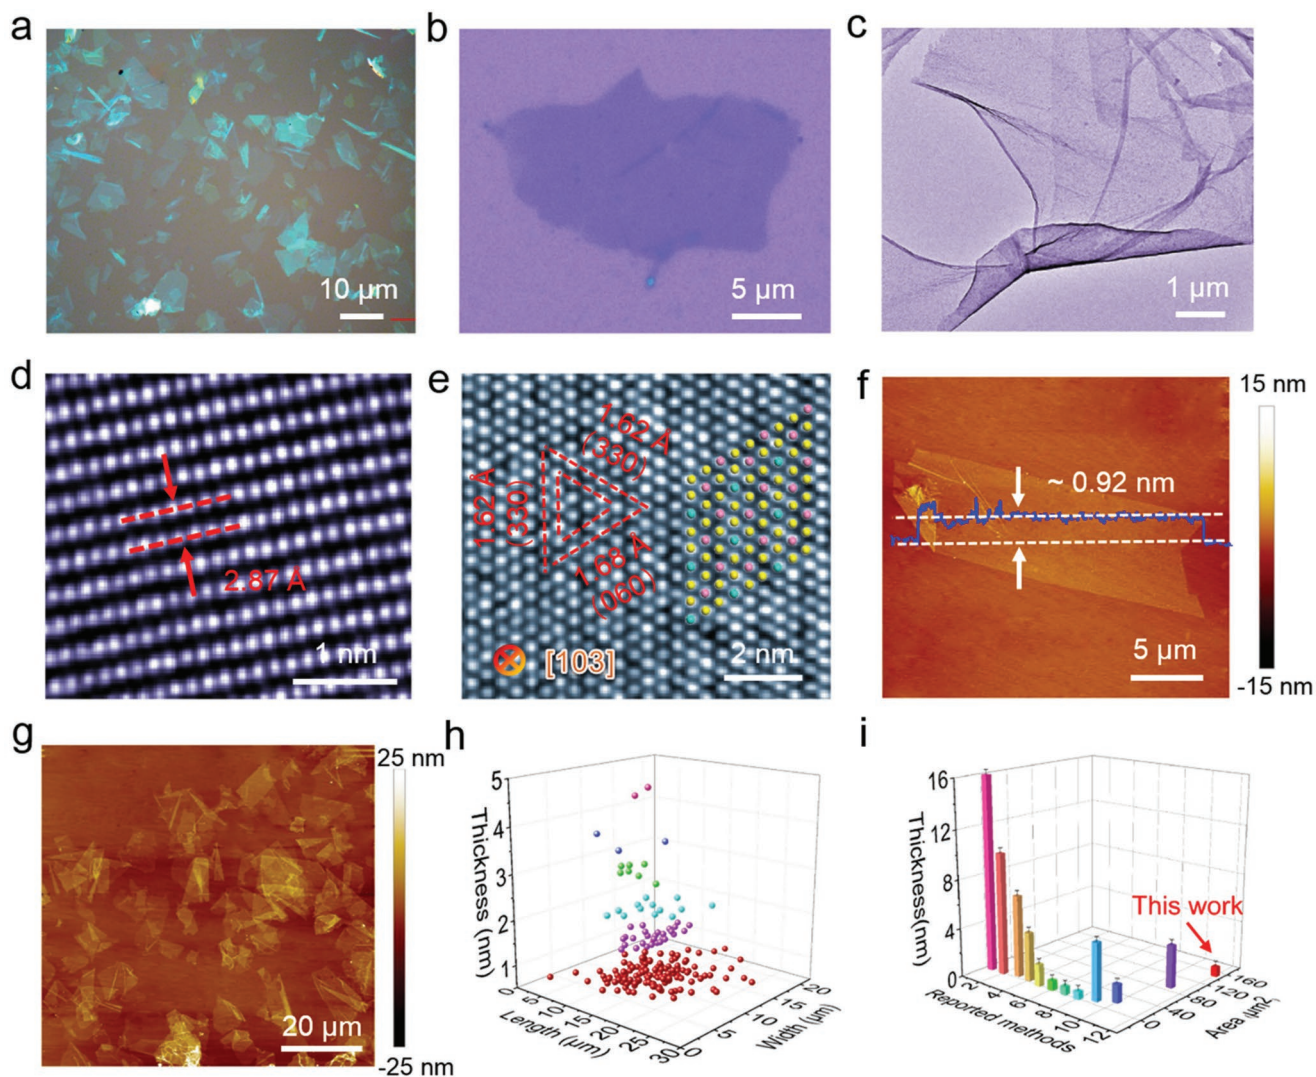 a
10 µm
b
5 µm
c
1 µm
d
2.87 Å
1 nm
e
1.62 Å
(330)
1.62 Å
(330)
1.68 Å
(060)
[103]
2 nm
f
~ 0.92 nm
5 µm
15 nm
-15 nm
g
20 µm
25 nm
-25 nm
h
Thickness (nm)
5
4
3
2
1
0
5
10
15
20
25
30
Length (µm)
0
5
10
15
20
Width (µm)
i
Thickness(nm)
16
12
8
4
0
2
4
6
8
10
12
Reported methods
0
40
80
120
160
Area (µm2)
This work